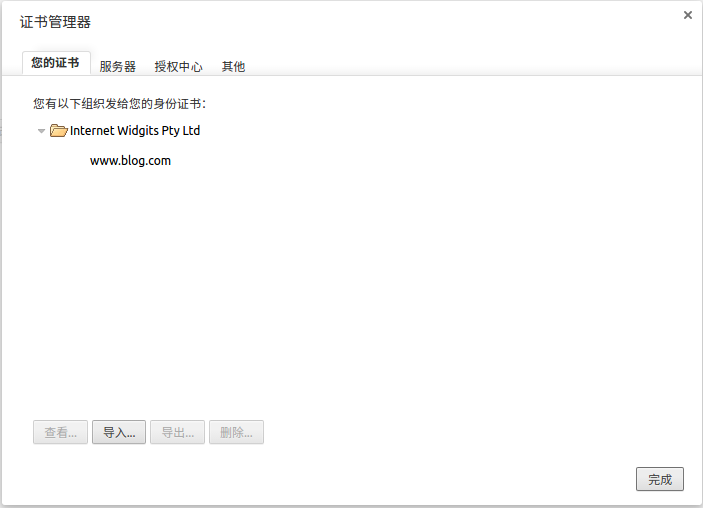 证书管理器
您的证书 服务器 授权中心 其他
您有以下组织发给您的身份证书：
Internet Widgits Pty Ltd
www.blog.com
查看... 导入... 导出... 删除...
完成